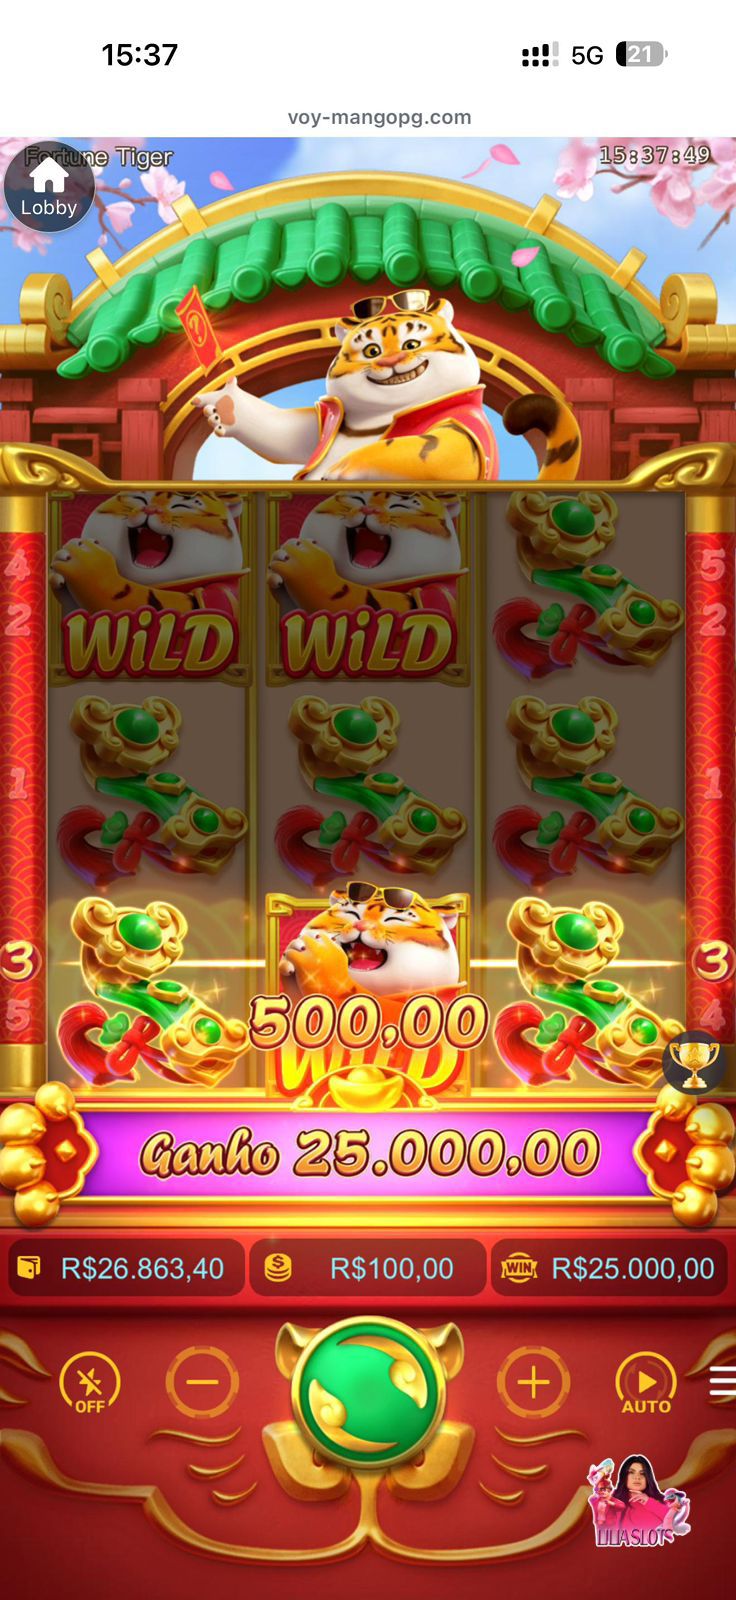 15:37
5G 21
voy-mangopg.com
Fortune Tiger
15:37:49
Lobby
WILD WILD
4 5
2 2
1 1
3 3
5 4
500,00
WILD
Ganho 25.000,00
R$26.863,40 R$100,00 WIN R$25.000,00
OFF AUTO
LILIASLOTS